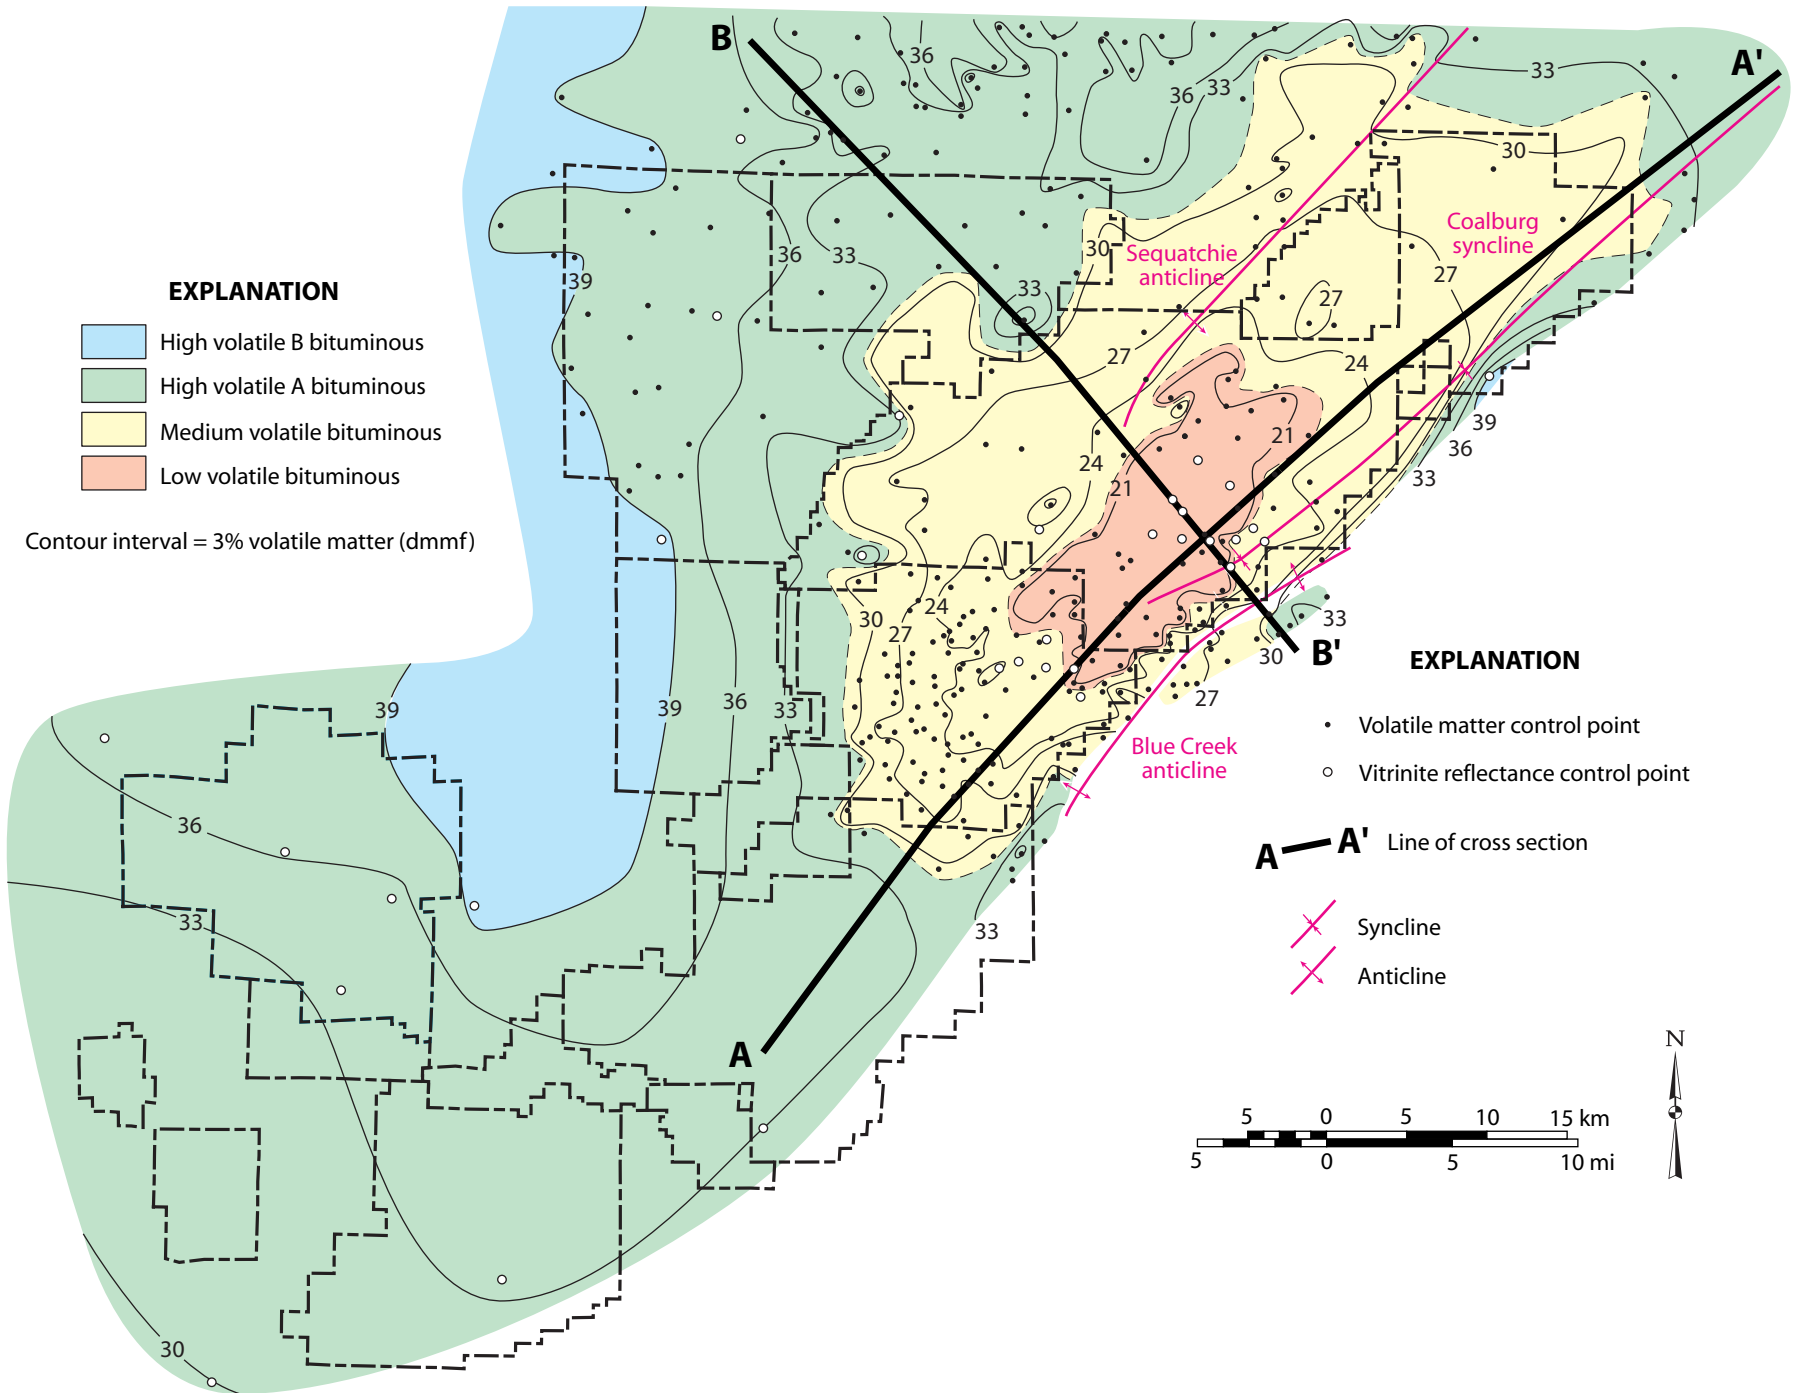 B
36
A'
33
36
33
30
Coalburg
syncline
Sequatchie
anticline
30
36
33
39
33
27
27
EXPLANATION
High volatile B bituminous
High volatile A bituminous
Medium volatile bituminous
Low volatile bituminous
Contour interval = 3% volatile matter (dmmf)
27
24
21
39
36
33
24
21
24
30
27
33
30
B'
27
39
39
36
33
Blue Creek
anticline
36
33
33
EXPLANATION
Volatile matter control point
Vitrinite reflectance control point
A
A'
Line of cross section
Syncline
Anticline
A
N
5
0
5
10
15 km
5
0
5
10 mi
30